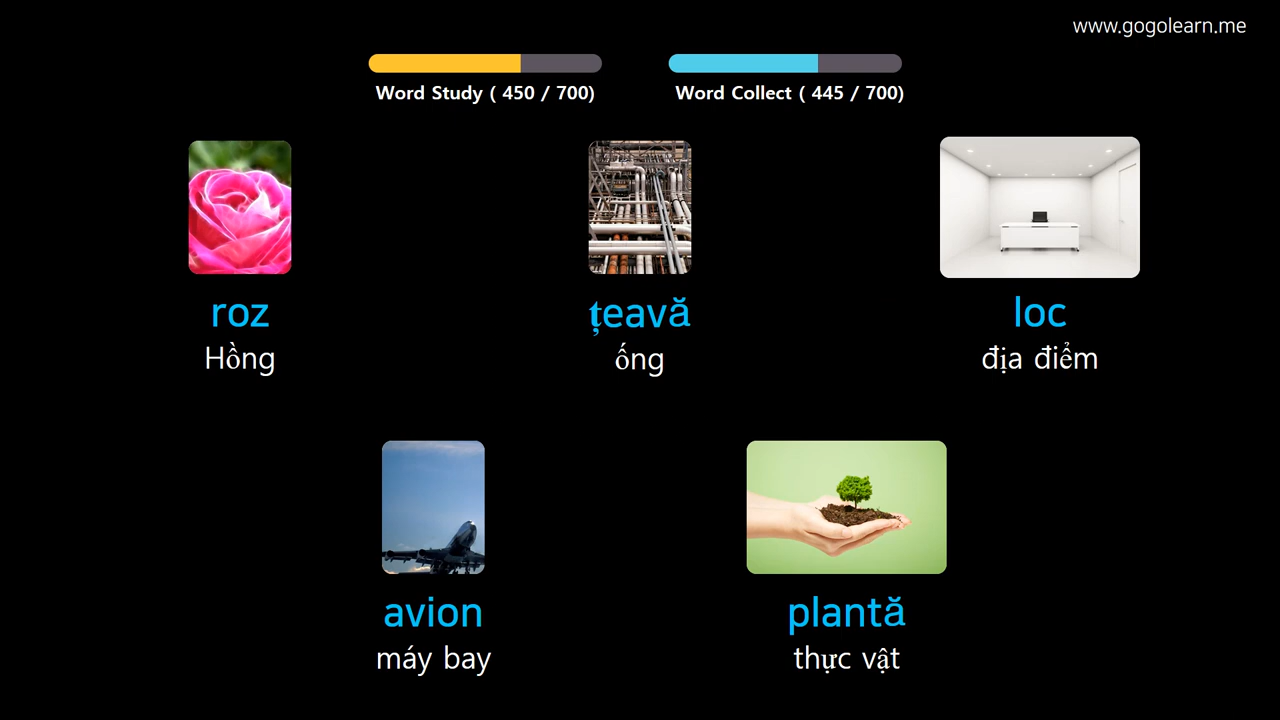 www.gogolearn.me
Word Study ( 450 / 700)
Word Collect ( 445 / 700)
roz
Hồng
țeavă
ống
loc
địa điểm
avion
máy bay
plantă
thực vật